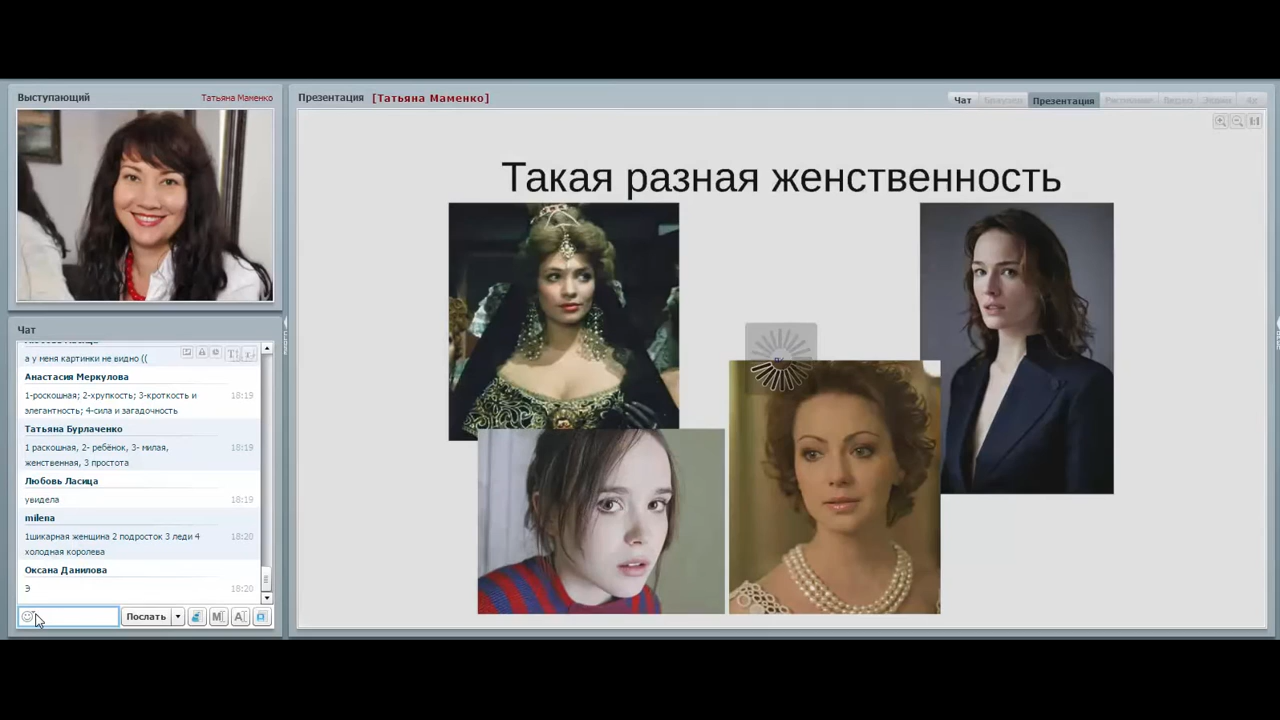 Выступающий
Татьяна Маменко
Презентация [Татьяна Маменко]
Чат
Презентация
Такая разная женственность
Чат
а у меня картинки не видно ((
Анастасия Меркулова
1-роскошная; 2-хрупкость; 3-кроткость и
элегантность; 4-сила и загадочность
18:19
Татьяна Бурлаченко
1 раскошная, 2- ребёнок, 3- милая,
женственная, 3 простота
18:19
Любовь Ласица
увидела
18:19
milena
1шикарная женщина 2 подросток 3 леди 4
холодная королева
18:20
Оксана Данилова
Э
18:20
Послать